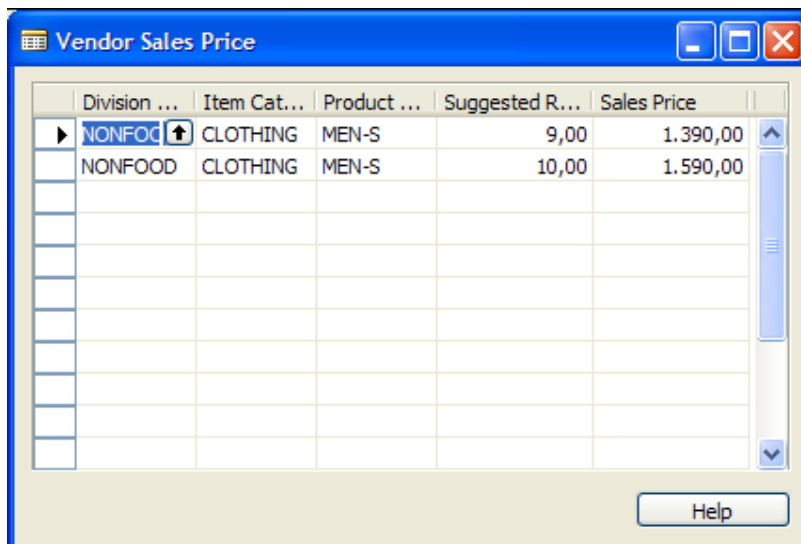 Vendor Sales Price
Division ... Item Cat... Product ... Suggested R... Sales Price
NONFOO CLOTHING MEN-S 9,00 1.390,00
NONFOOD CLOTHING MEN-S 10,00 1.590,00
Help